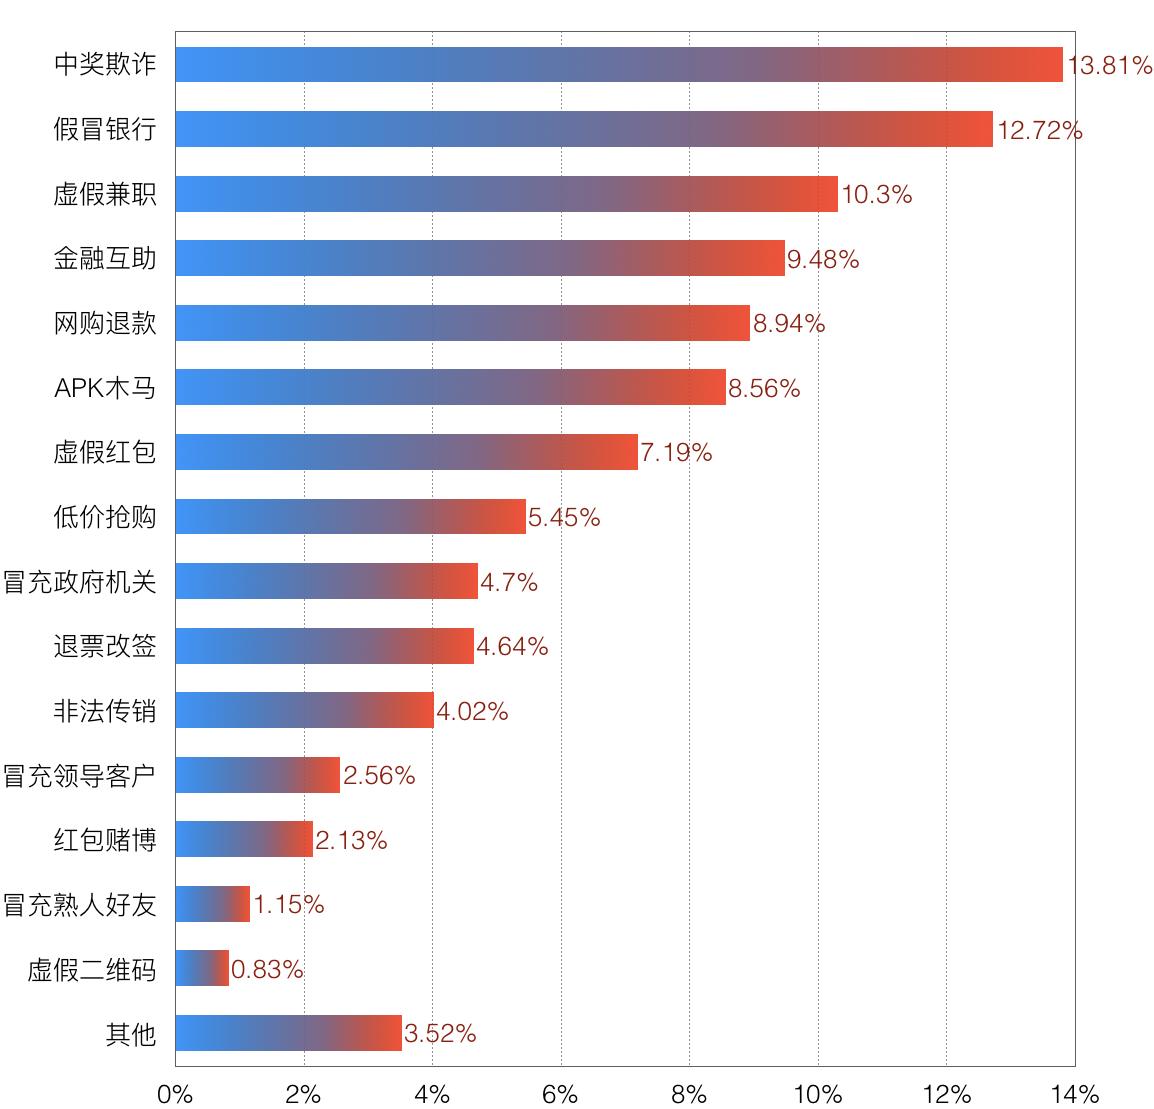 中奖欺诈 13.81%
假冒银行 12.72%
虚假兼职 10.3%
金融互助 9.48%
网购退款 8.94%
APK木马 8.56%
虚假红包 7.19%
低价抢购 5.45%
冒充政府机关 4.7%
退票改签 4.64%
非法传销 4.02%
冒充领导客户 2.56%
红包赌博 2.13%
冒充熟人好友 1.15%
虚假二维码 0.83%
其他 3.52%
0% 2% 4% 6% 8% 10% 12% 14%